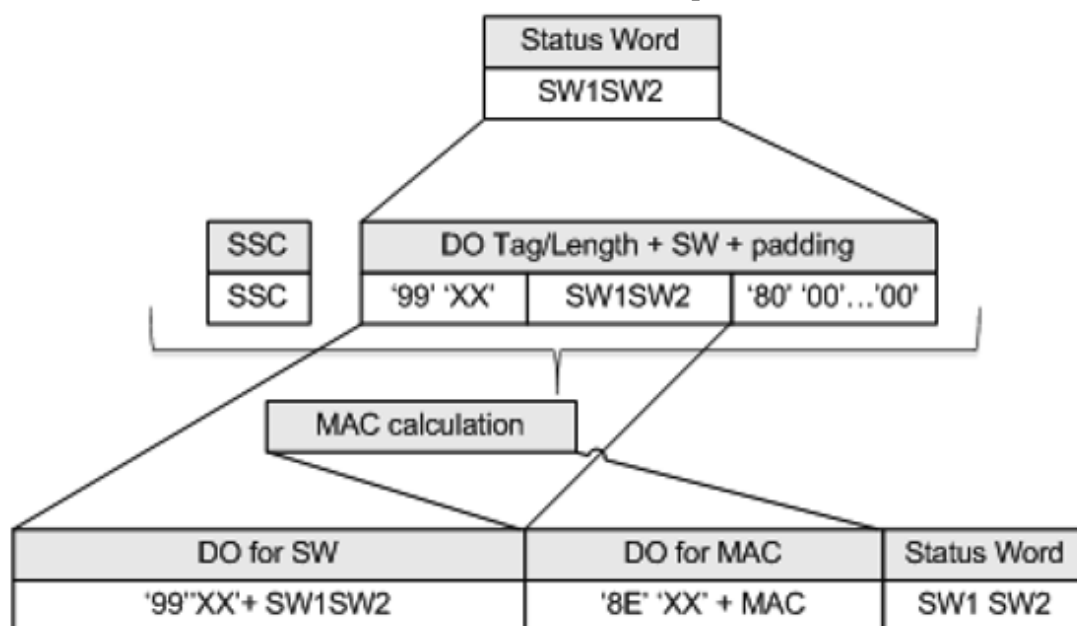 Status Word
SW1SW2
SSC DO Tag/Length + SW + padding
SSC ‘99’ ‘XX’ SW1SW2 ‘80’ ‘00’...’00’
MAC calculation
DO for SW DO for MAC Status Word
‘99’’XX’+ SW1SW2 ‘8E’ ‘XX’ + MAC SW1 SW2